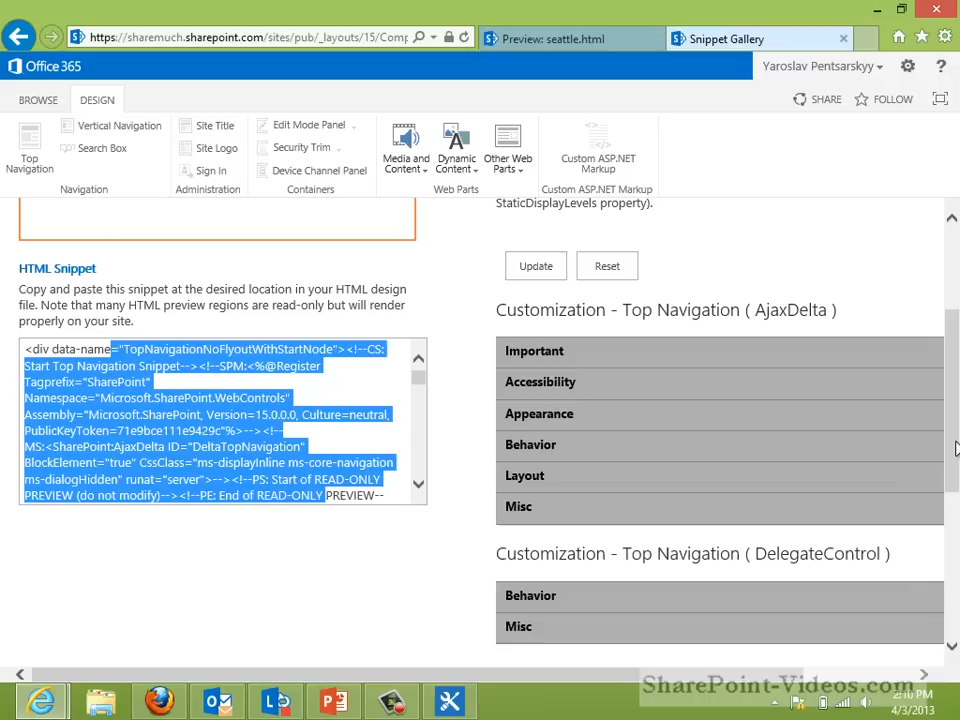 https://sharemuch.sharepoint.com/sites/pub/_layouts/15/Comp
Preview: seattle.html
Snippet Gallery
Office 365
Yaroslav Pentsarskyy
?
BROWSE
DESIGN
SHARE
FOLLOW
Top Navigation
Vertical Navigation
Search Box
Navigation
Site Title
Site Logo
Sign In
Administration
Edit Mode Panel
Security Trim
Device Channel Panel
Containers
Media and Content
Dynamic Content
Other Web Parts
Web Parts
Custom ASP.NET Markup
Custom ASP.NET Markup
StaticDisplayLevels property).
Update
Reset
HTML Snippet
Copy and paste this snippet at the desired location in your HTML design
file. Note that many HTML preview regions are read-only but will render
properly on your site.
<div data-name="TopNavigationNoFlyoutWithStartNode"><!--CS:
Start Top Navigation Snippet--><!--SPM:<%@Register
Tagprefix="SharePoint"
Namespace="Microsoft.SharePoint.WebControls"
Assembly="Microsoft.SharePoint, Version=15.0.0.0, Culture=neutral,
PublicKeyToken=71e9bce111e9429c"%>--><!--
MS:<SharePoint:AjaxDelta ID="DeltaTopNavigation"
BlockElement="true" CssClass="ms-displayInline ms-core-navigation
ms-dialogHidden" runat="server">--><!--PS: Start of READ-ONLY
PREVIEW (do not modify)--><!--PE: End of READ-ONLY PREVIEW--
Customization - Top Navigation ( AjaxDelta )
Important
Accessibility
Appearance
Behavior
Layout
Misc
Customization - Top Navigation ( DelegateControl )
Behavior
Misc
SharePoint-Videos.com
2:10 PM
4/3/2013